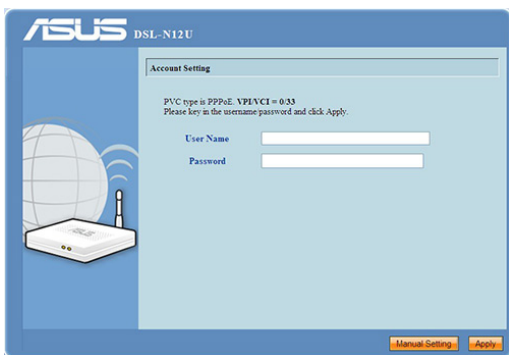 ASUS DSL-N12U
Account Setting
PVC type is PPPoE. VPI/VCI = 0/33
Please key in the username/password and click Apply.
User Name
Password
ASUS
Manual Setting Apply